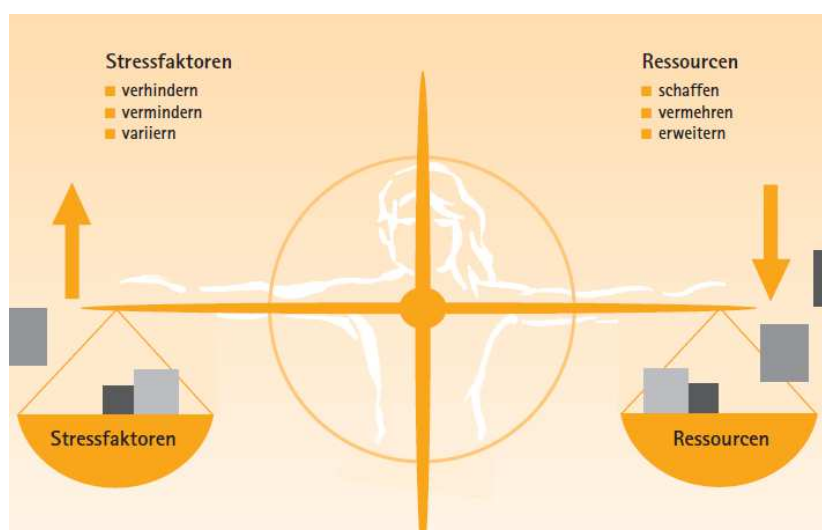 Stressfaktoren
verhindern
vermindern
variiern
Ressourcen
schaffen
vermehren
erweitern
Stressfaktoren
Ressourcen